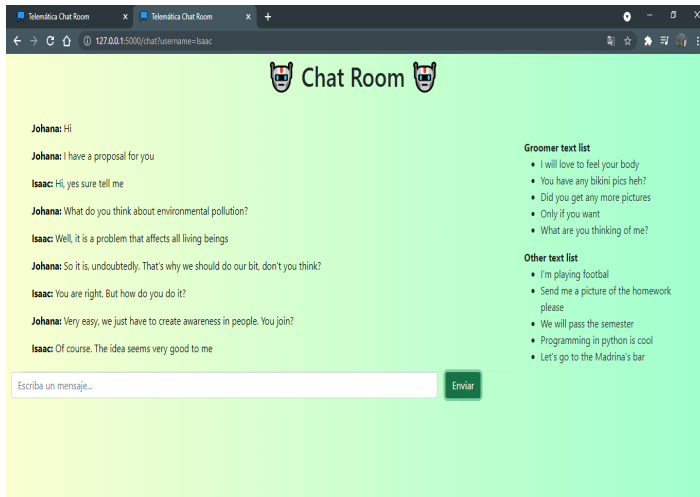 Telemática Chat Room
Telemática Chat Room
127.0.0.1:5000/chat?username=Isaac
Chat Room
Johana: Hi
Johana: I have a proposal for you
Isaac: Hi, yes sure tell me
Johana: What do you think about environmental pollution?
Isaac: Well, it is a problem that affects all living beings
Johana: So it is, undoubtedly. That's why we should do our bit, don't you think?
Isaac: You are right. But how do you do it?
Johana: Very easy, we just have to create awareness in people. You join?
Isaac: Of course. The idea seems very good to me
Escriba un mensaje...
Enviar
Groomer text list
I will love to feel your body
You have any bikini pics heh?
Did you get any more pictures
Only if you want
What are you thinking of me?
Other text list
I'm playing footbal
Send me a picture of the homework
please
We will pass the semester
Programming in python is cool
Let's go to the Madrina's bar